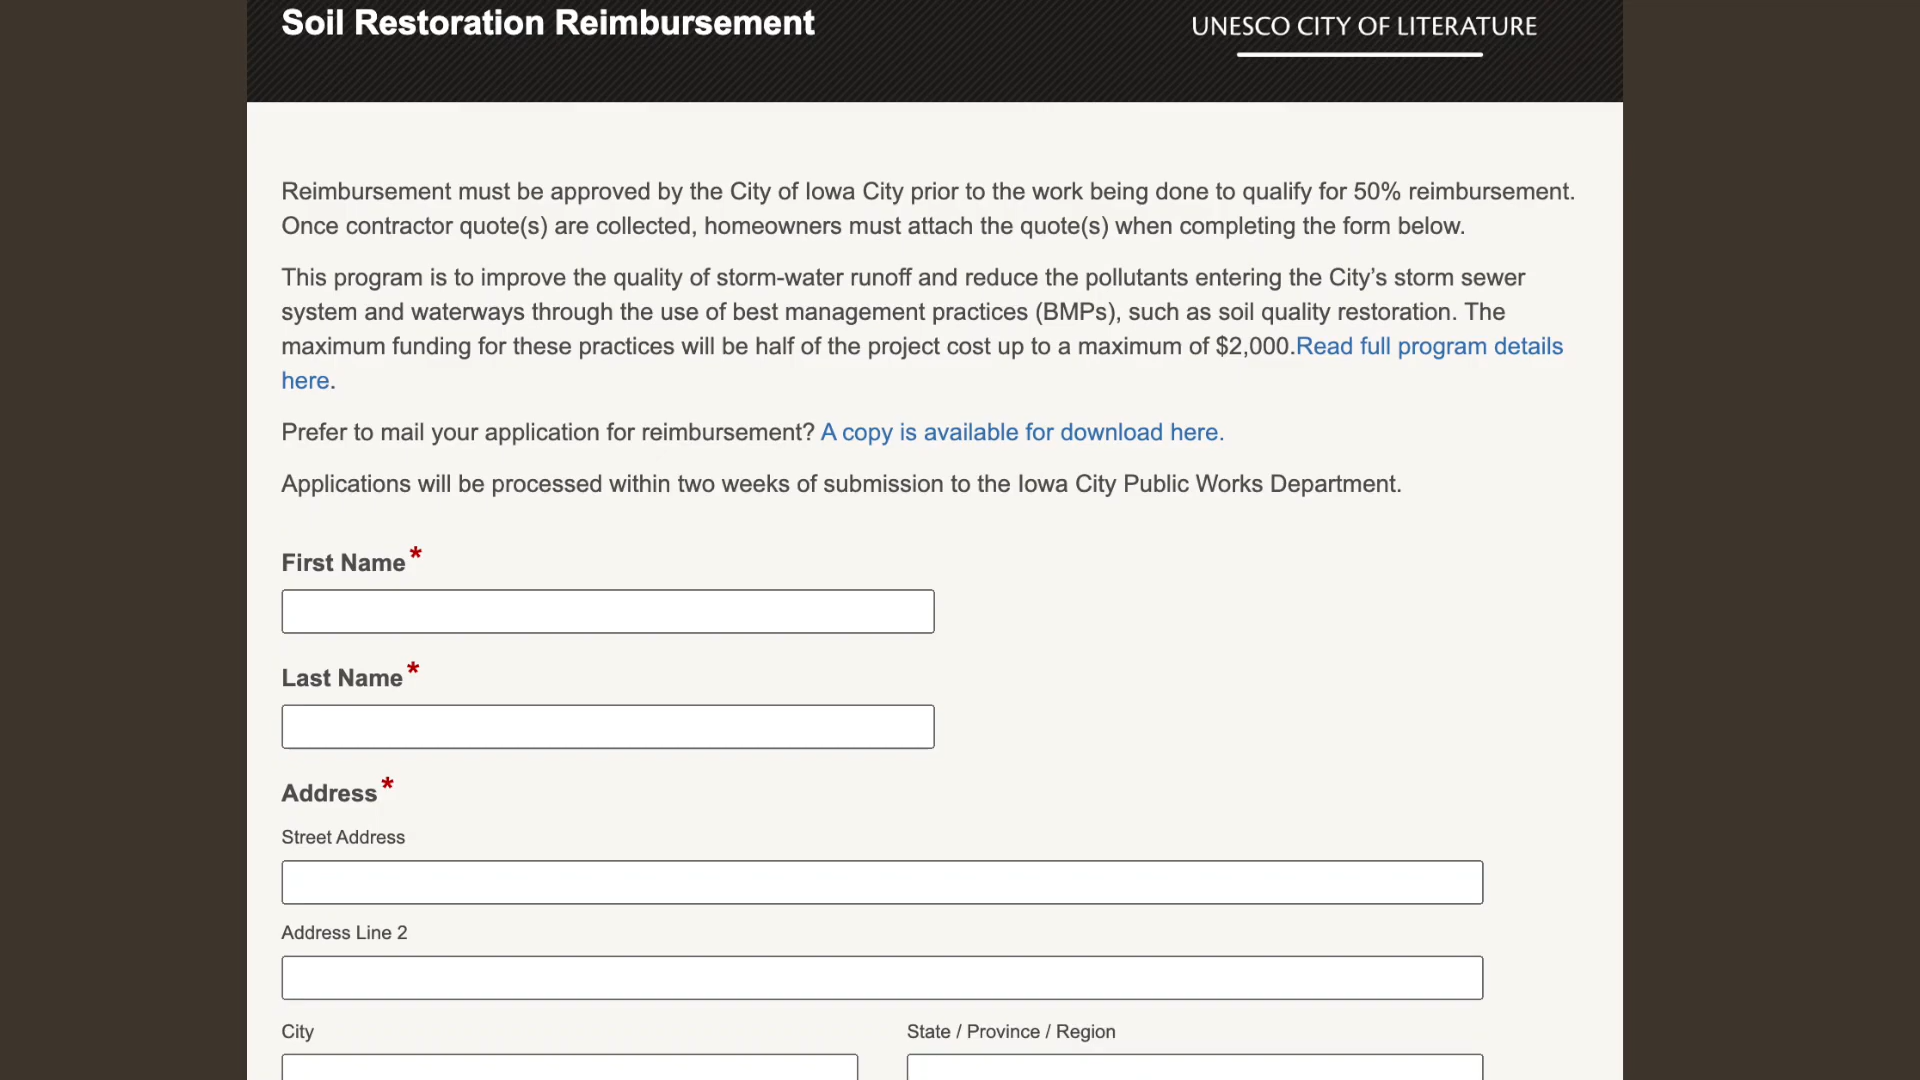 Soil Restoration Reimbursement
UNESCO CITY OF LITERATURE
Reimbursement must be approved by the City of Iowa City prior to the work being done to qualify for 50% reimbursement.
Once contractor quote(s) are collected, homeowners must attach the quote(s) when completing the form below.
This program is to improve the quality of storm-water runoff and reduce the pollutants entering the City’s storm sewer
system and waterways through the use of best management practices (BMPs), such as soil quality restoration. The
maximum funding for these practices will be half of the project cost up to a maximum of $2,000.Read full program details
here.
Prefer to mail your application for reimbursement? A copy is available for download here.
Applications will be processed within two weeks of submission to the Iowa City Public Works Department.
First Name*
Last Name*
Address*
Street Address
Address Line 2
City
State / Province / Region